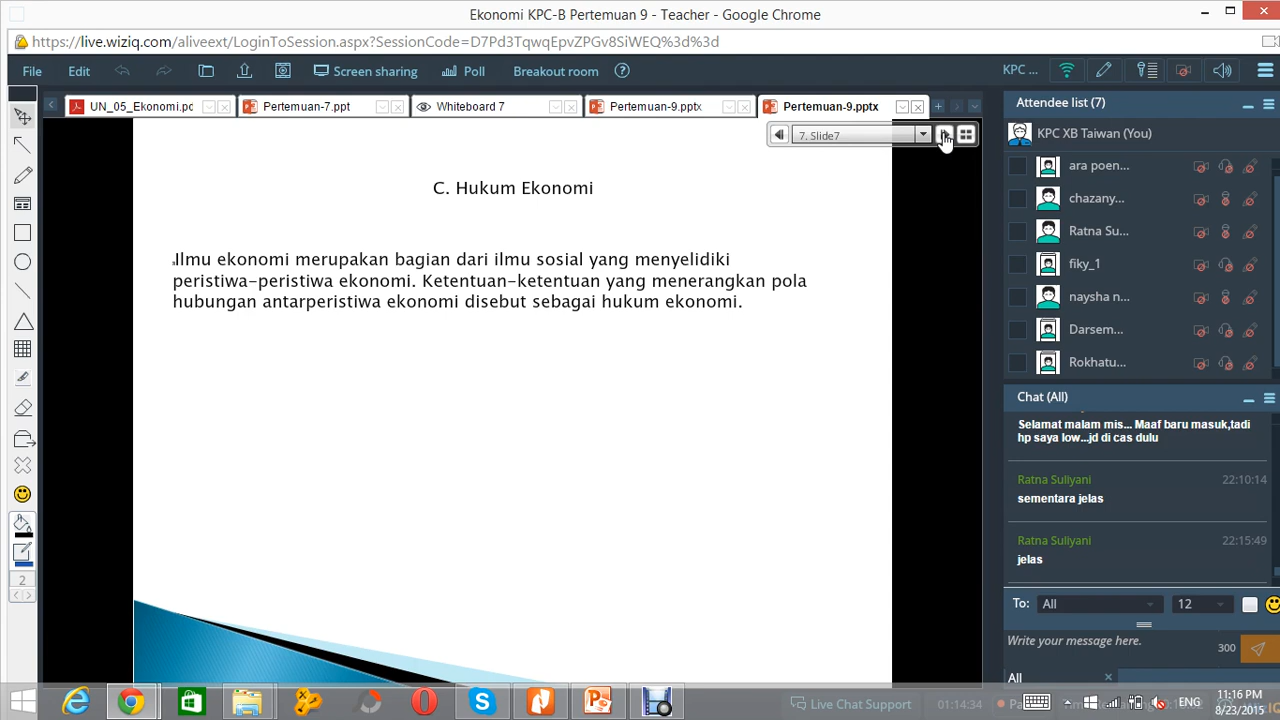 Ekonomi KPC-B Pertemuan 9 - Teacher - Google Chrome
https://live.wiziq.com/aliveext/LoginToSession.aspx?SessionCode=D7Pd3TqwqEpvZPGv8SiWEQ%3d%3d
File Edit Screen sharing Poll Breakout room ? KPC ...
UN_05_Ekonomi.pc Pertemuan-7.ppt Whiteboard 7 Pertemuan-9.pptx Pertemuan-9.pptx
7. Slide7
C. Hukum Ekonomi
Ilmu ekonomi merupakan bagian dari ilmu sosial yang menyelidiki
peristiwa-peristiwa ekonomi. Ketentuan-ketentuan yang menerangkan pola
hubungan antarperistiwa ekonomi disebut sebagai hukum ekonomi.
2
Attendee list (7)
KPC XB Taiwan (You)
ara poen...
chazany...
Ratna Su...
fiky_1
naysha n...
Darsem...
Rokhatu...
Chat (All)
Selamat malam mis... Maaf baru masuk,tadi
hp saya low...jd di cas dulu
Ratna Suliyani 22:10:14
sementara jelas
Ratna Suliyani 22:15:49
jelas
To: All 12
Write your message here. 300
All
Live Chat Support 01:14:34
ENG
11:16 PM
8/23/2015